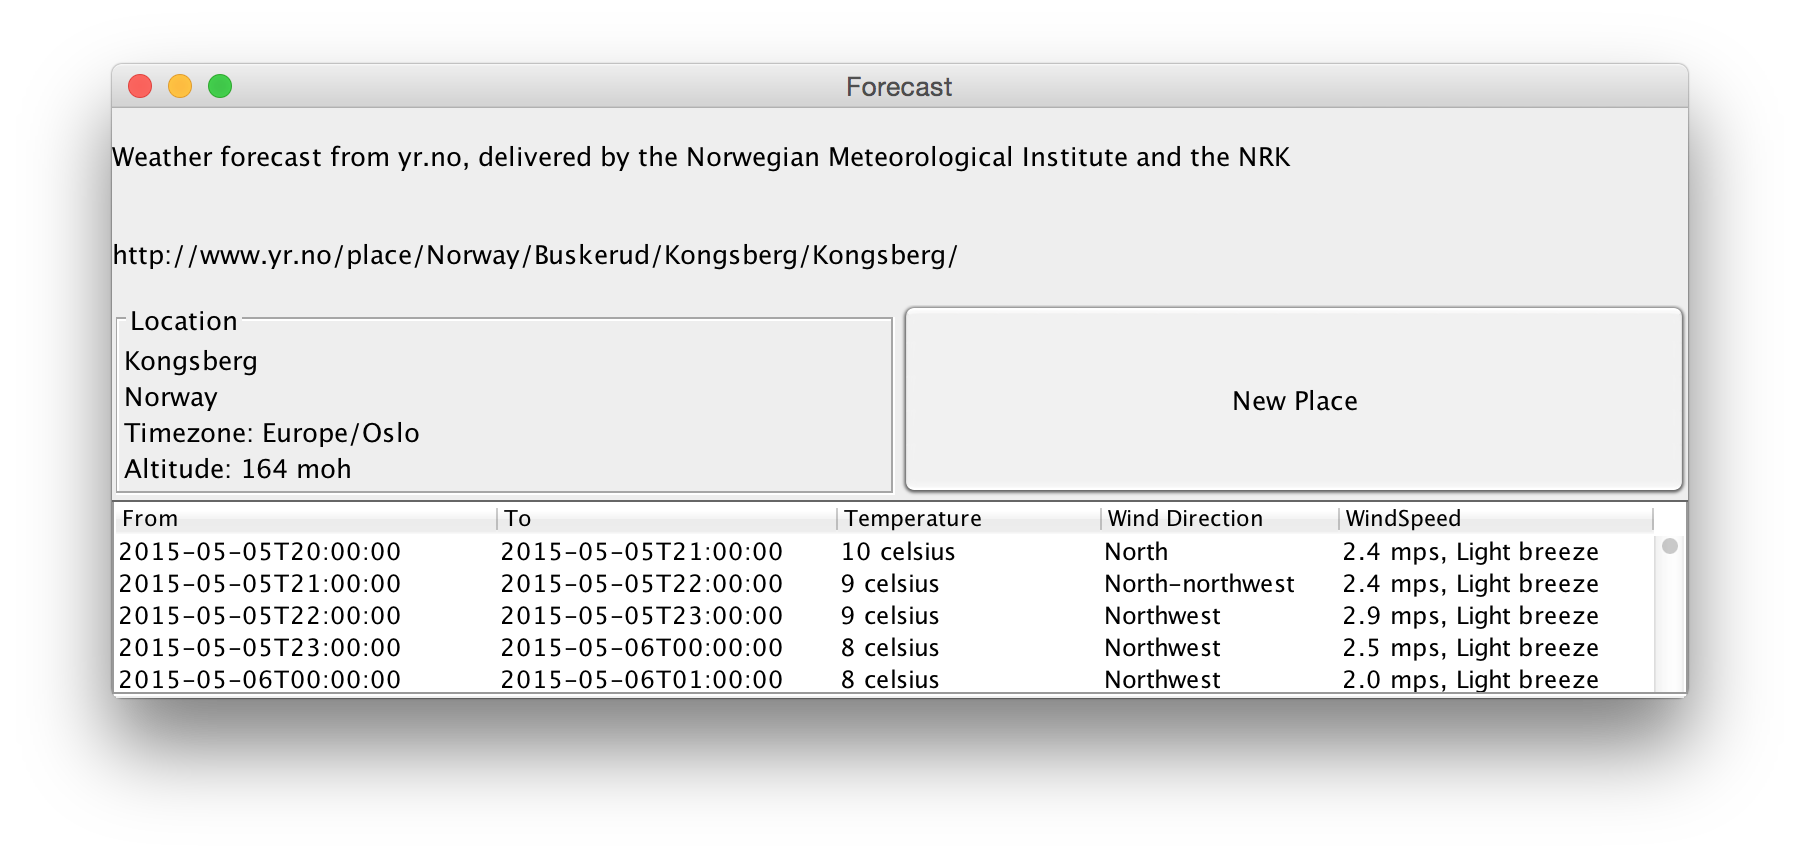 Forecast
Weather forecast from yr.no, delivered by the Norwegian Meteorological Institute and the NRK
http://www.yr.no/place/Norway/Buskerud/Kongsberg/Kongsberg/
Location
Kongsberg
Norway
Timezone: Europe/Oslo
Altitude: 164 moh
New Place
From To Temperature Wind Direction WindSpeed
2015-05-05T20:00:00 2015-05-05T21:00:00 10 celsius North 2.4 mps, Light breeze
2015-05-05T21:00:00 2015-05-05T22:00:00 9 celsius North-northwest 2.4 mps, Light breeze
2015-05-05T22:00:00 2015-05-05T23:00:00 9 celsius Northwest 2.9 mps, Light breeze
2015-05-05T23:00:00 2015-05-06T00:00:00 8 celsius Northwest 2.5 mps, Light breeze
2015-05-06T00:00:00 2015-05-06T01:00:00 8 celsius Northwest 2.0 mps, Light breeze